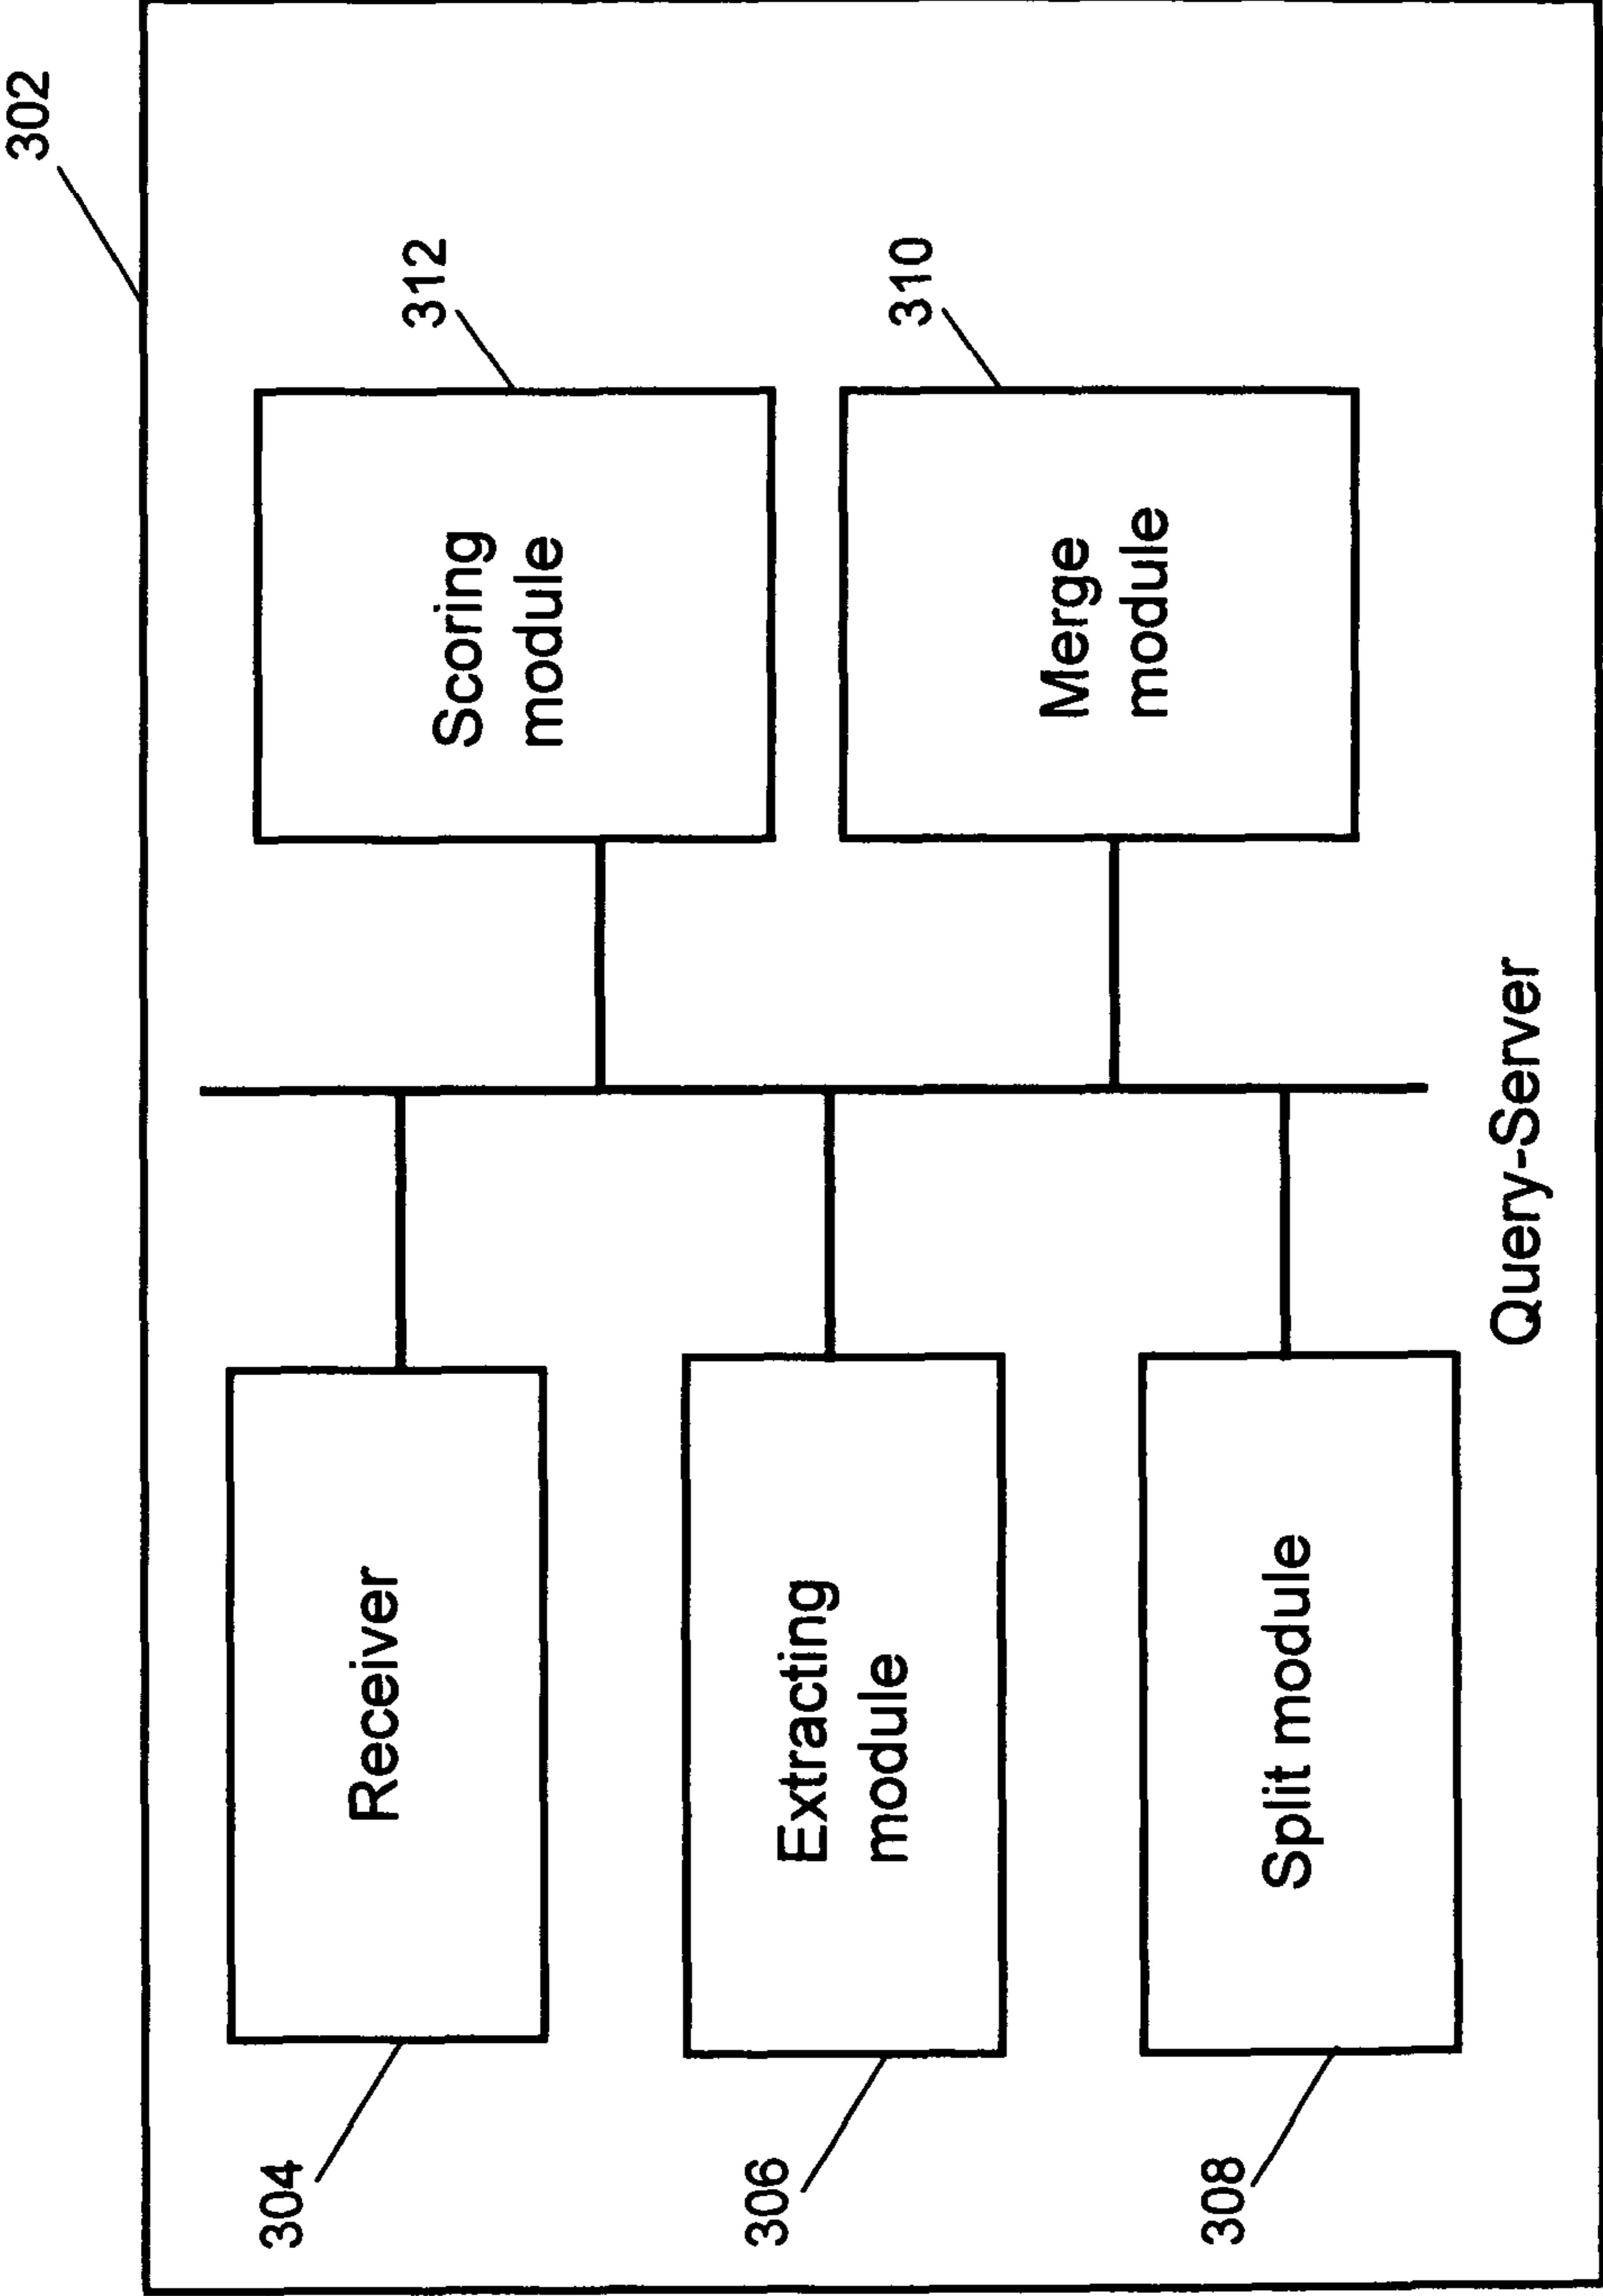 302
304
Receiver
Scoring
module
312
306
Extracting
module
Merge
module
310
308
Split module
Query-Server